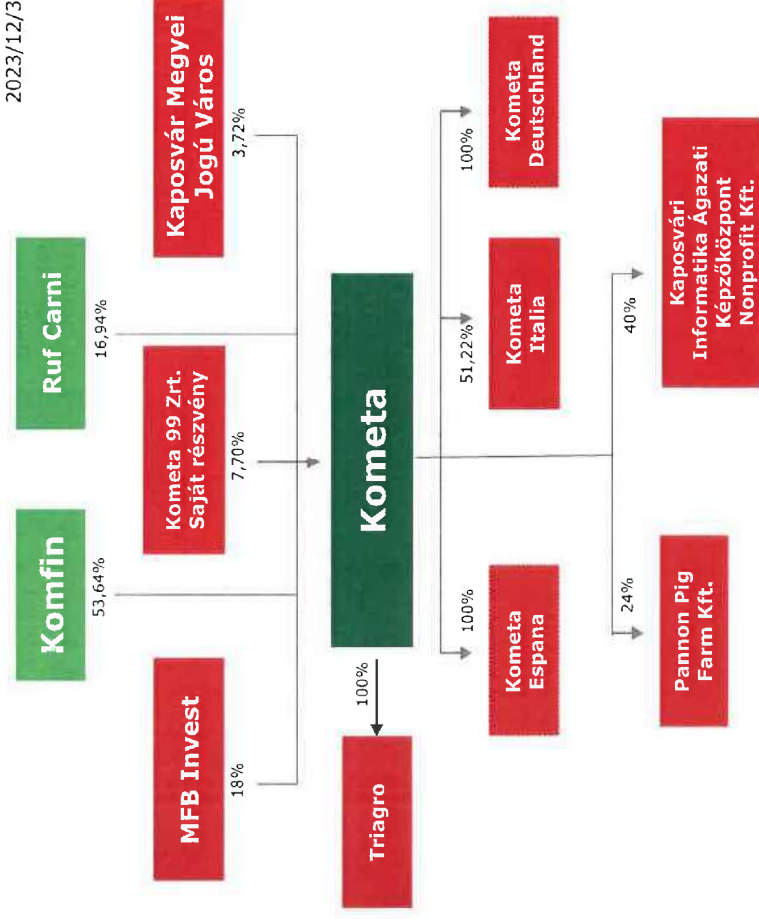 2023/12/3
Komfin
53,64%
Ruf Carni
16,94%
MFB Invest
18%
Kometa 99 Zrt.
Saját részvény
7,70%
Kaposvár Megyei
Jogú Város
3,72%
Kometa
100%
Triagro
100%
Kometa
Espana
51,22%
Kometa
Italia
100%
Kometa
Deutschland
24%
Pannon Pig
Farm Kft.
40%
Kaposvári
Informatika Ágazati
Képzőközpont
Nonprofit Kft.